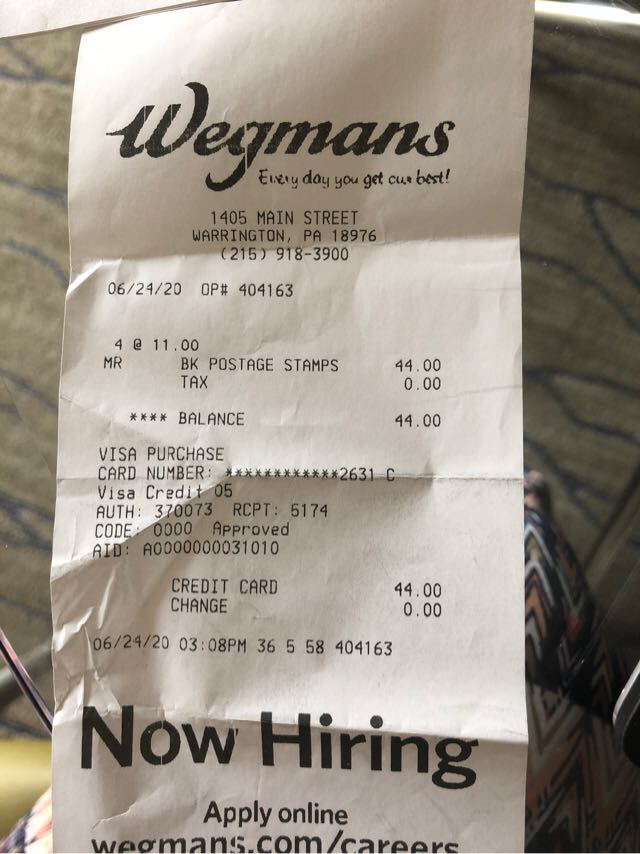 Wegmans
Every day you get our best!
1405 MAIN STREET
WARRINGTON, PA 18976
(215) 918-3900
06/24/20 OP# 404163
4 @ 11.00
MR BK POSTAGE STAMPS 44.00
TAX 0.00
**** BALANCE 44.00
VISA PURCHASE
CARD NUMBER: ************2631 C
Visa Credit 05
AUTH: 370073 RCPT: 5174
CODE: 0000 Approved
AID: A0000000031010
CREDIT CARD 44.00
CHANGE 0.00
06/24/20 03:08PM 36 5 58 404163
Now Hiring
Apply online
wegmans.com/careers